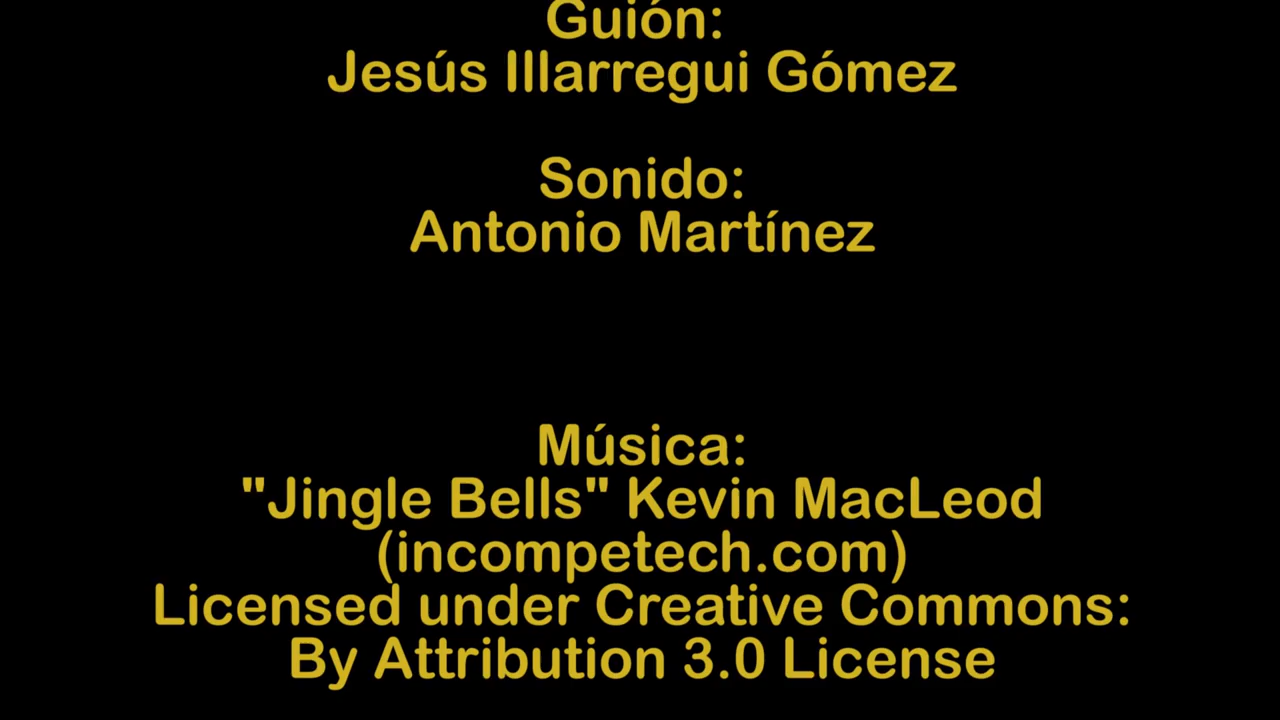 Guión:
Jesús Illarregui Gómez
Sonido:
Antonio Martínez
Música:
"Jingle Bells" Kevin MacLeod
(incompetech.com)
Licensed under Creative Commons:
By Attribution 3.0 License